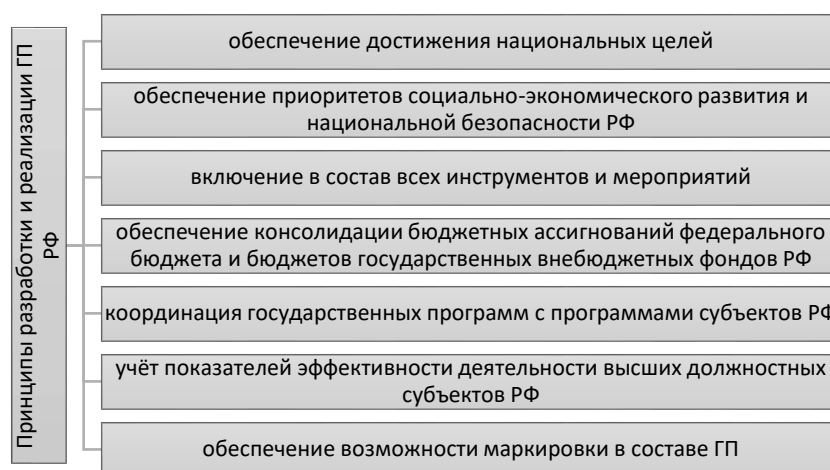 Принципы разработки и реализации ГП
РФ
обеспечение достижения национальных целей
обеспечение приоритетов социально-экономического развития и
национальной безопасности РФ
включение в состав всех инструментов и мероприятий
обеспечение консолидации бюджетных ассигнований федерального
бюджета и бюджетов государственных внебюджетных фондов РФ
координация государственных программ с программами субъектов РФ
учёт показателей эффективности деятельности высших должностных
субъектов РФ
обеспечение возможности маркировки в составе ГП